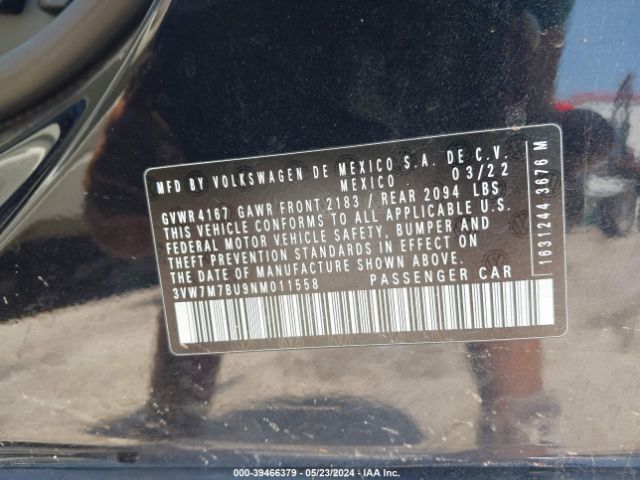 MFD BY VOLKSWAGEN DE MEXICO S.A. DE C.V.
MEXICO 03/22
GVWR4167 GAWR FRONT 2183 / REAR 2094 LBS
THIS VEHICLE CONFORMS TO ALL APPLICABLE U.S.
FEDERAL MOTOR VEHICLE SAFETY, BUMPER AND
THEFT PREVENTION STANDARDS IN EFFECT ON
THE DATE OF MANUFACTURE SHOWN ABOVE.
3VW7M7BU9NM011558 PASSENGER CAR
1631244 3676 M
000-39466379 - 05/23/2024 - IAA Inc.